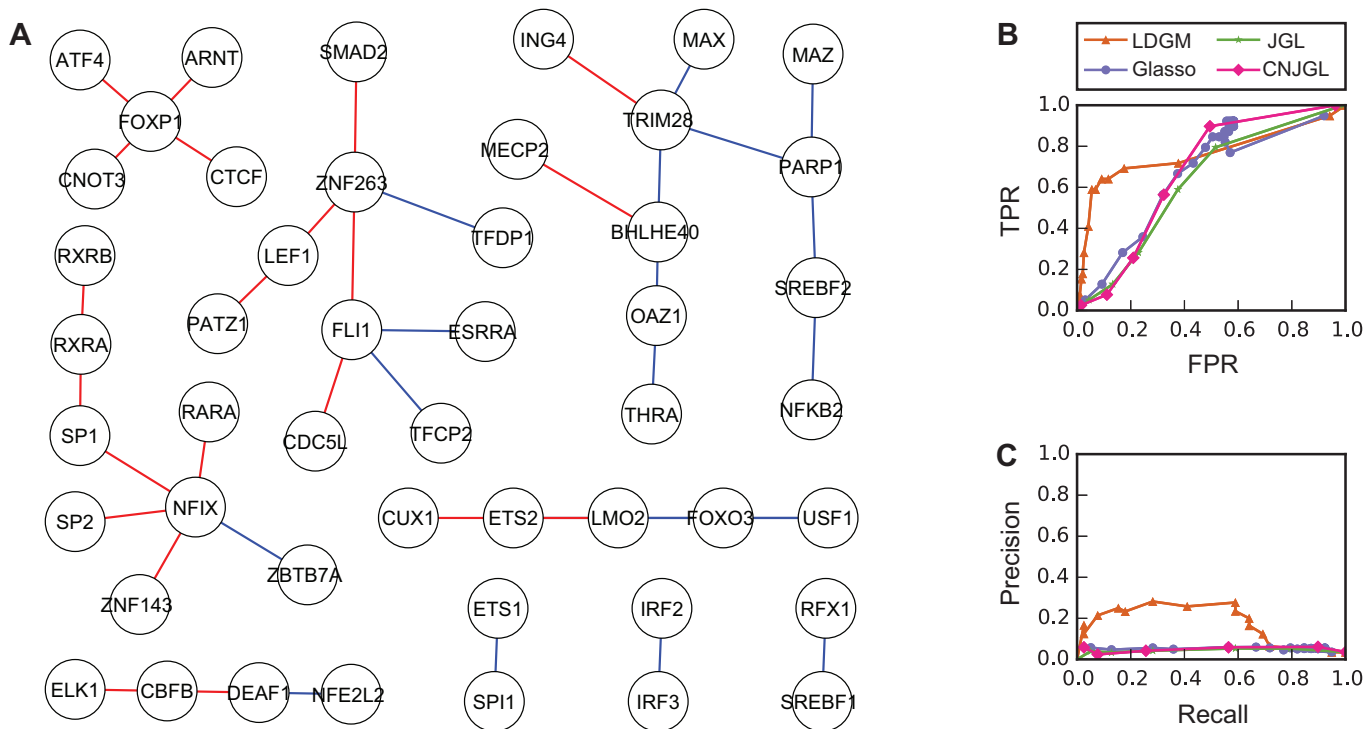 A
ATF4
ARNT
FOXP1
CNOT3
CTCF
SMAD2
ZNF263
TFDP1
LEF1
PATZ1
FLI1
ESRRA
CDC5L
TFCP2
ING4
MAX
MAZ
TRIM28
MECP2
PARP1
BHLHE40
OAZ1
SREBF2
THRA
NFKB2
RXRB
RXRA
SP1
RARA
SP2
NFIX
ZNF143
ZBTB7A
CUX1
ETS2
LMO2
FOXO3
USF1
ETS1
SPI1
IRF2
IRF3
RFX1
SREBF1
ELK1
CBFB
DEAF1
NFE2L2
B
LDGM
JGL
Glasso
CNJGL
1.0
0.8
0.6
0.4
0.2
0.0
TPR
0.0 0.2 0.4 0.6 0.8 1.0
FPR
C
1.0
0.8
0.6
0.4
0.2
0.0
Precision
0.0 0.2 0.4 0.6 0.8 1.0
Recall